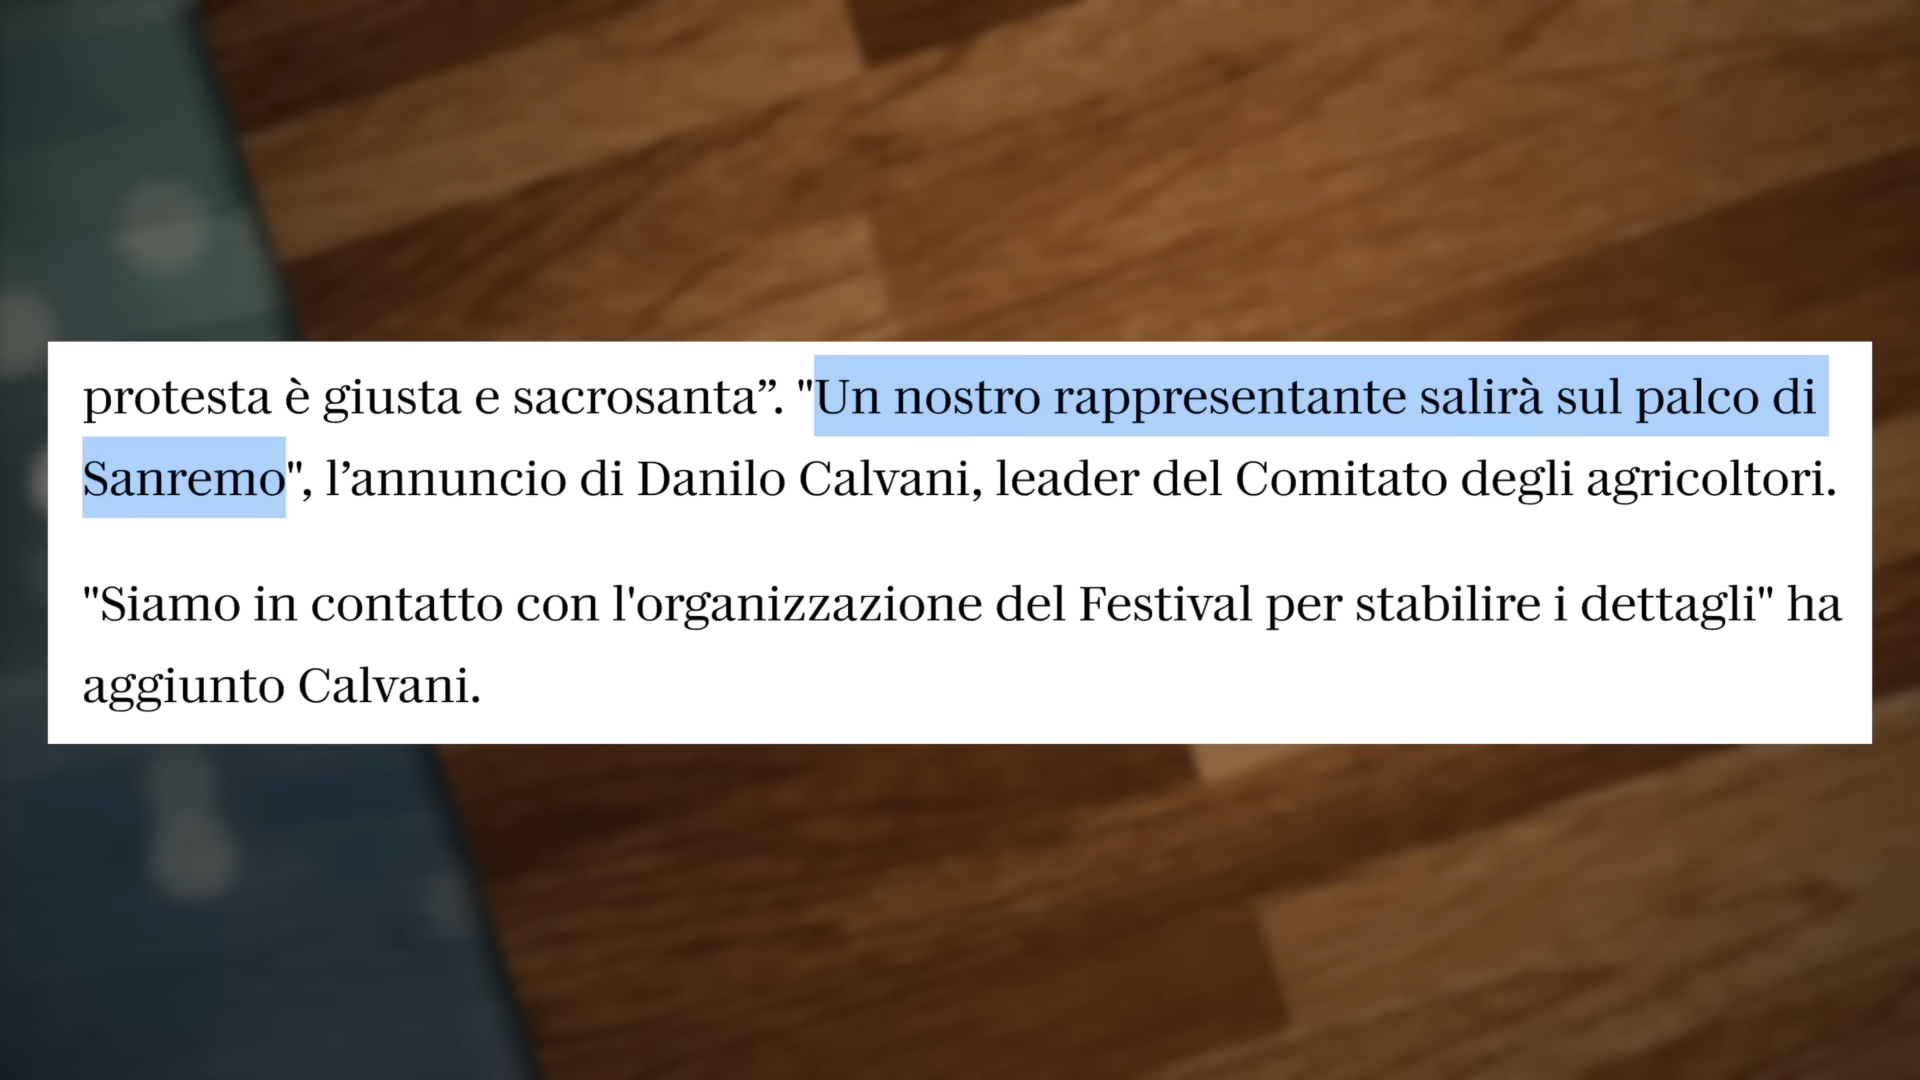 protesta è giusta e sacrosanta”. "Un nostro rappresentante salirà sul palco di
Sanremo", l’annuncio di Danilo Calvani, leader del Comitato degli agricoltori.
"Siamo in contatto con l'organizzazione del Festival per stabilire i dettagli" ha
aggiunto Calvani.